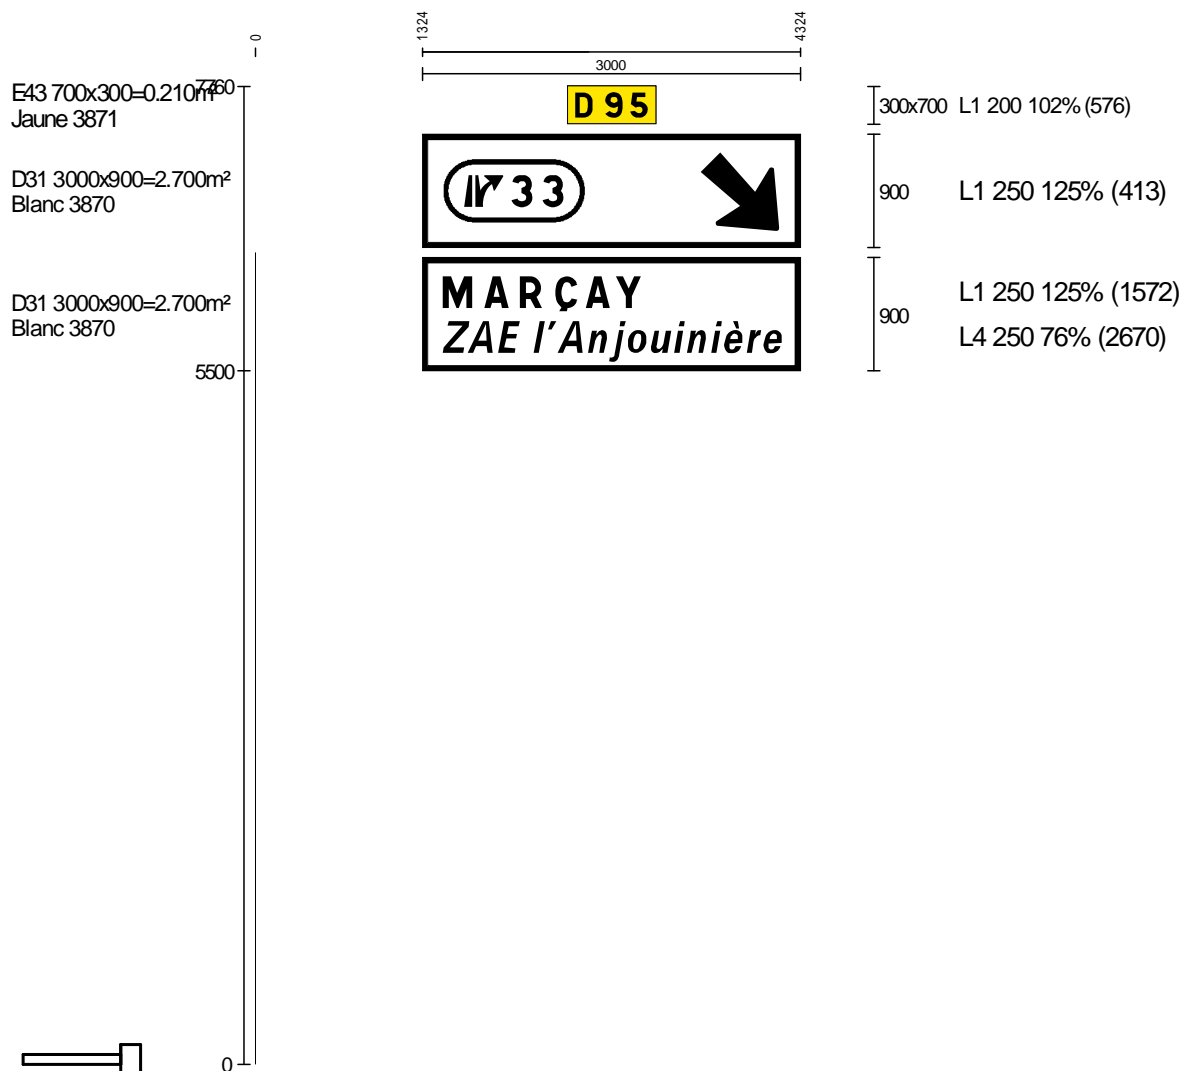 0
1324
4324
3000
E43 700x300=0.210m²
Jaune 3871
7760
D 95
300x700 L1 200 102% (576)
D31 3000x900=2.700m²
Blanc 3870
33
900
L1 250 125% (413)
D31 3000x900=2.700m²
Blanc 3870
MARÇAY
ZAE l'Anjouinière
900
L1 250 125% (1572)
L4 250 76% (2670)
5500
0